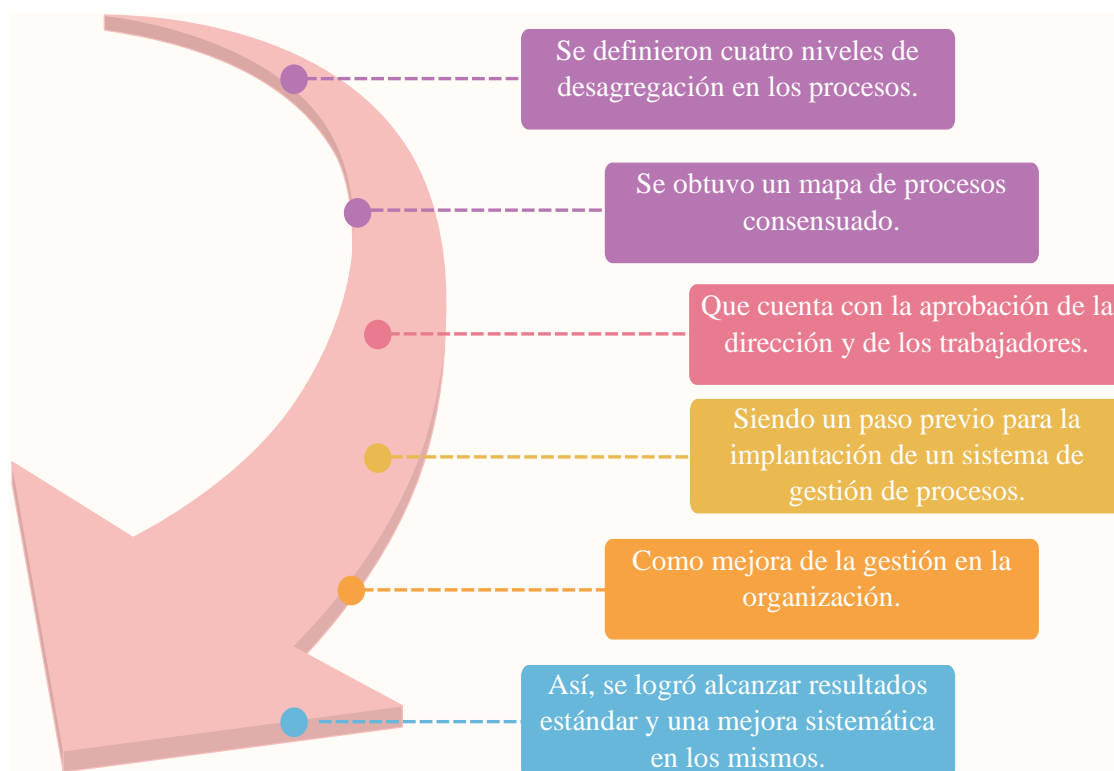 Se definieron cuatro niveles de
desagregación en los procesos.
Se obtuvo un mapa de procesos
consensuado.
Que cuenta con la aprobación de la
dirección y de los trabajadores.
Siendo un paso previo para la
implantación de un sistema de
gestión de procesos.
Como mejora de la gestión en la
organización.
Así, se logró alcanzar resultados
estándar y una mejora sistemática
en los mismos.